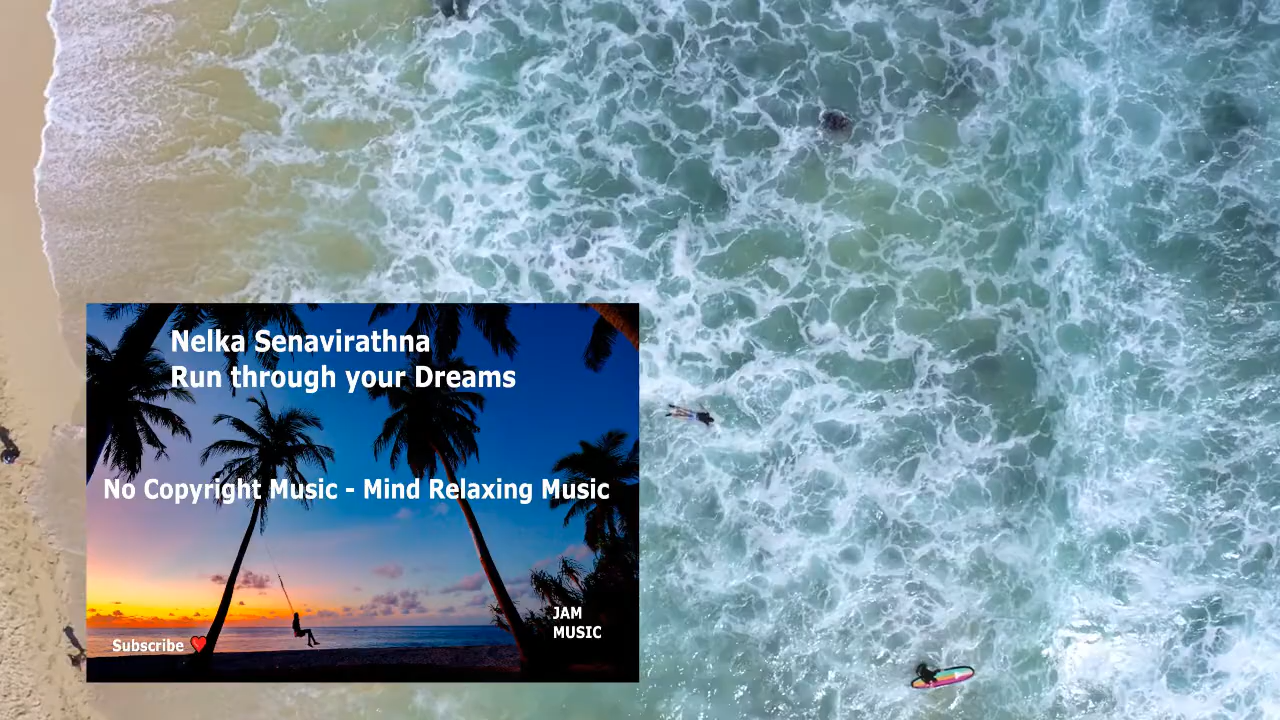 Nelka Senavirathna
Run through your Dreams
No Copyright Music - Mind Relaxing Music
JAM
MUSIC
Subscribe